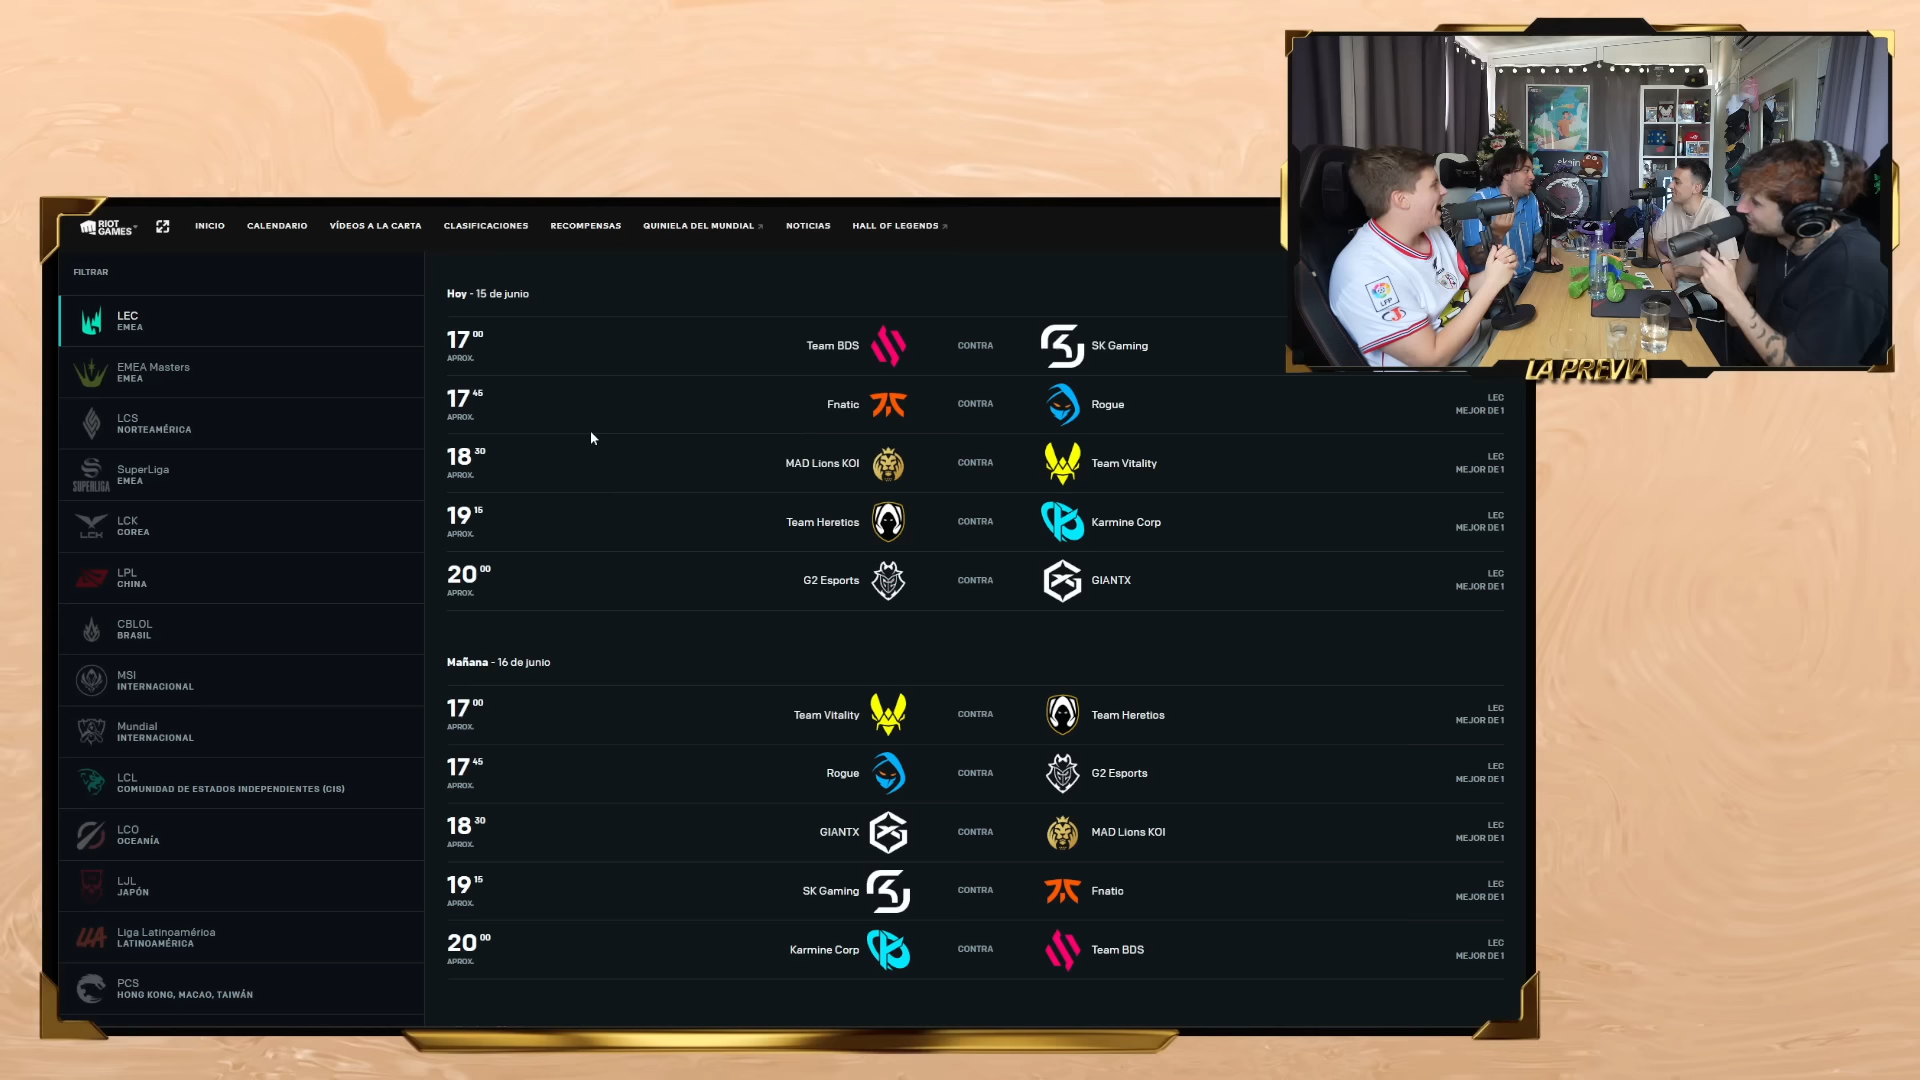 RIOT GAMES
INICIO
CALENDARIO
VÍDEOS A LA CARTA
CLASIFICACIONES
RECOMPENSAS
QUINIELA DEL MUNDIAL
NOTICIAS
HALL OF LEGENDS
FILTRAR
LEC
EMEA
EMEA Masters
EMEA
LCS
NORTEAMÉRICA
SUPERLIGA
SuperLiga
EMEA
LCK
LCK
COREA
LPL
CHINA
CBLOL
BRASIL
MSI
INTERNACIONAL
Mundial
INTERNACIONAL
LCL
COMUNIDAD DE ESTADOS INDEPENDIENTES (CIS)
LCO
OCEANÍA
LJL
JAPÓN
Liga Latinoamérica
LATINOAMÉRICA
PCS
HONG KONG, MACAO, TAIWÁN
Hoy - 15 de junio
17 00 APROX.
Team BDS CONTRA SK Gaming
17 45 APROX.
Fnatic CONTRA Rogue
LEC
MEJOR DE 1
18 30 APROX.
MAD Lions KOI CONTRA Team Vitality
LEC
MEJOR DE 1
19 15 APROX.
Team Heretics CONTRA Karmine Corp
LEC
MEJOR DE 1
20 00 APROX.
G2 Esports CONTRA GIANTX
LEC
MEJOR DE 1
Mañana - 16 de junio
17 00 APROX.
Team Vitality CONTRA Team Heretics
LEC
MEJOR DE 1
17 45 APROX.
Rogue CONTRA G2 Esports
LEC
MEJOR DE 1
18 30 APROX.
GIANTX CONTRA MAD Lions KOI
LEC
MEJOR DE 1
19 15 APROX.
SK Gaming CONTRA Fnatic
LEC
MEJOR DE 1
20 00 APROX.
Karmine Corp CONTRA Team BDS
LEC
MEJOR DE 1
LFP
LA PREVIA